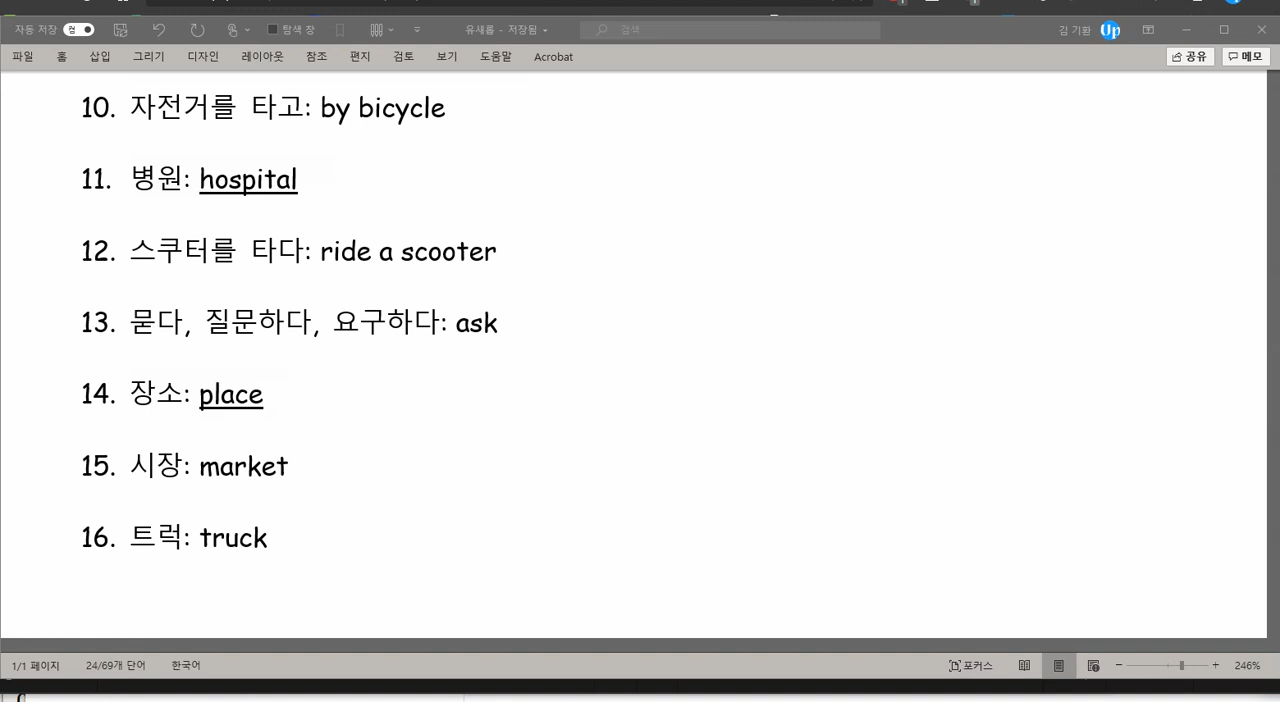 자동 저장 켬 탐색 창 유새롬 - 저장됨 검색 김 기환 Up
파일 홈 삽입 그리기 디자인 레이아웃 참조 편지 검토 보기 도움말 Acrobat 공유 메모
10. 자전거를 타고: by bicycle
11. 병원: hospital
12. 스쿠터를 타다: ride a scooter
13. 묻다, 질문하다, 요구하다: ask
14. 장소: place
15. 시장: market
16. 트럭: truck
1/1 페이지 24/69개 단어 한국어 포커스 246%